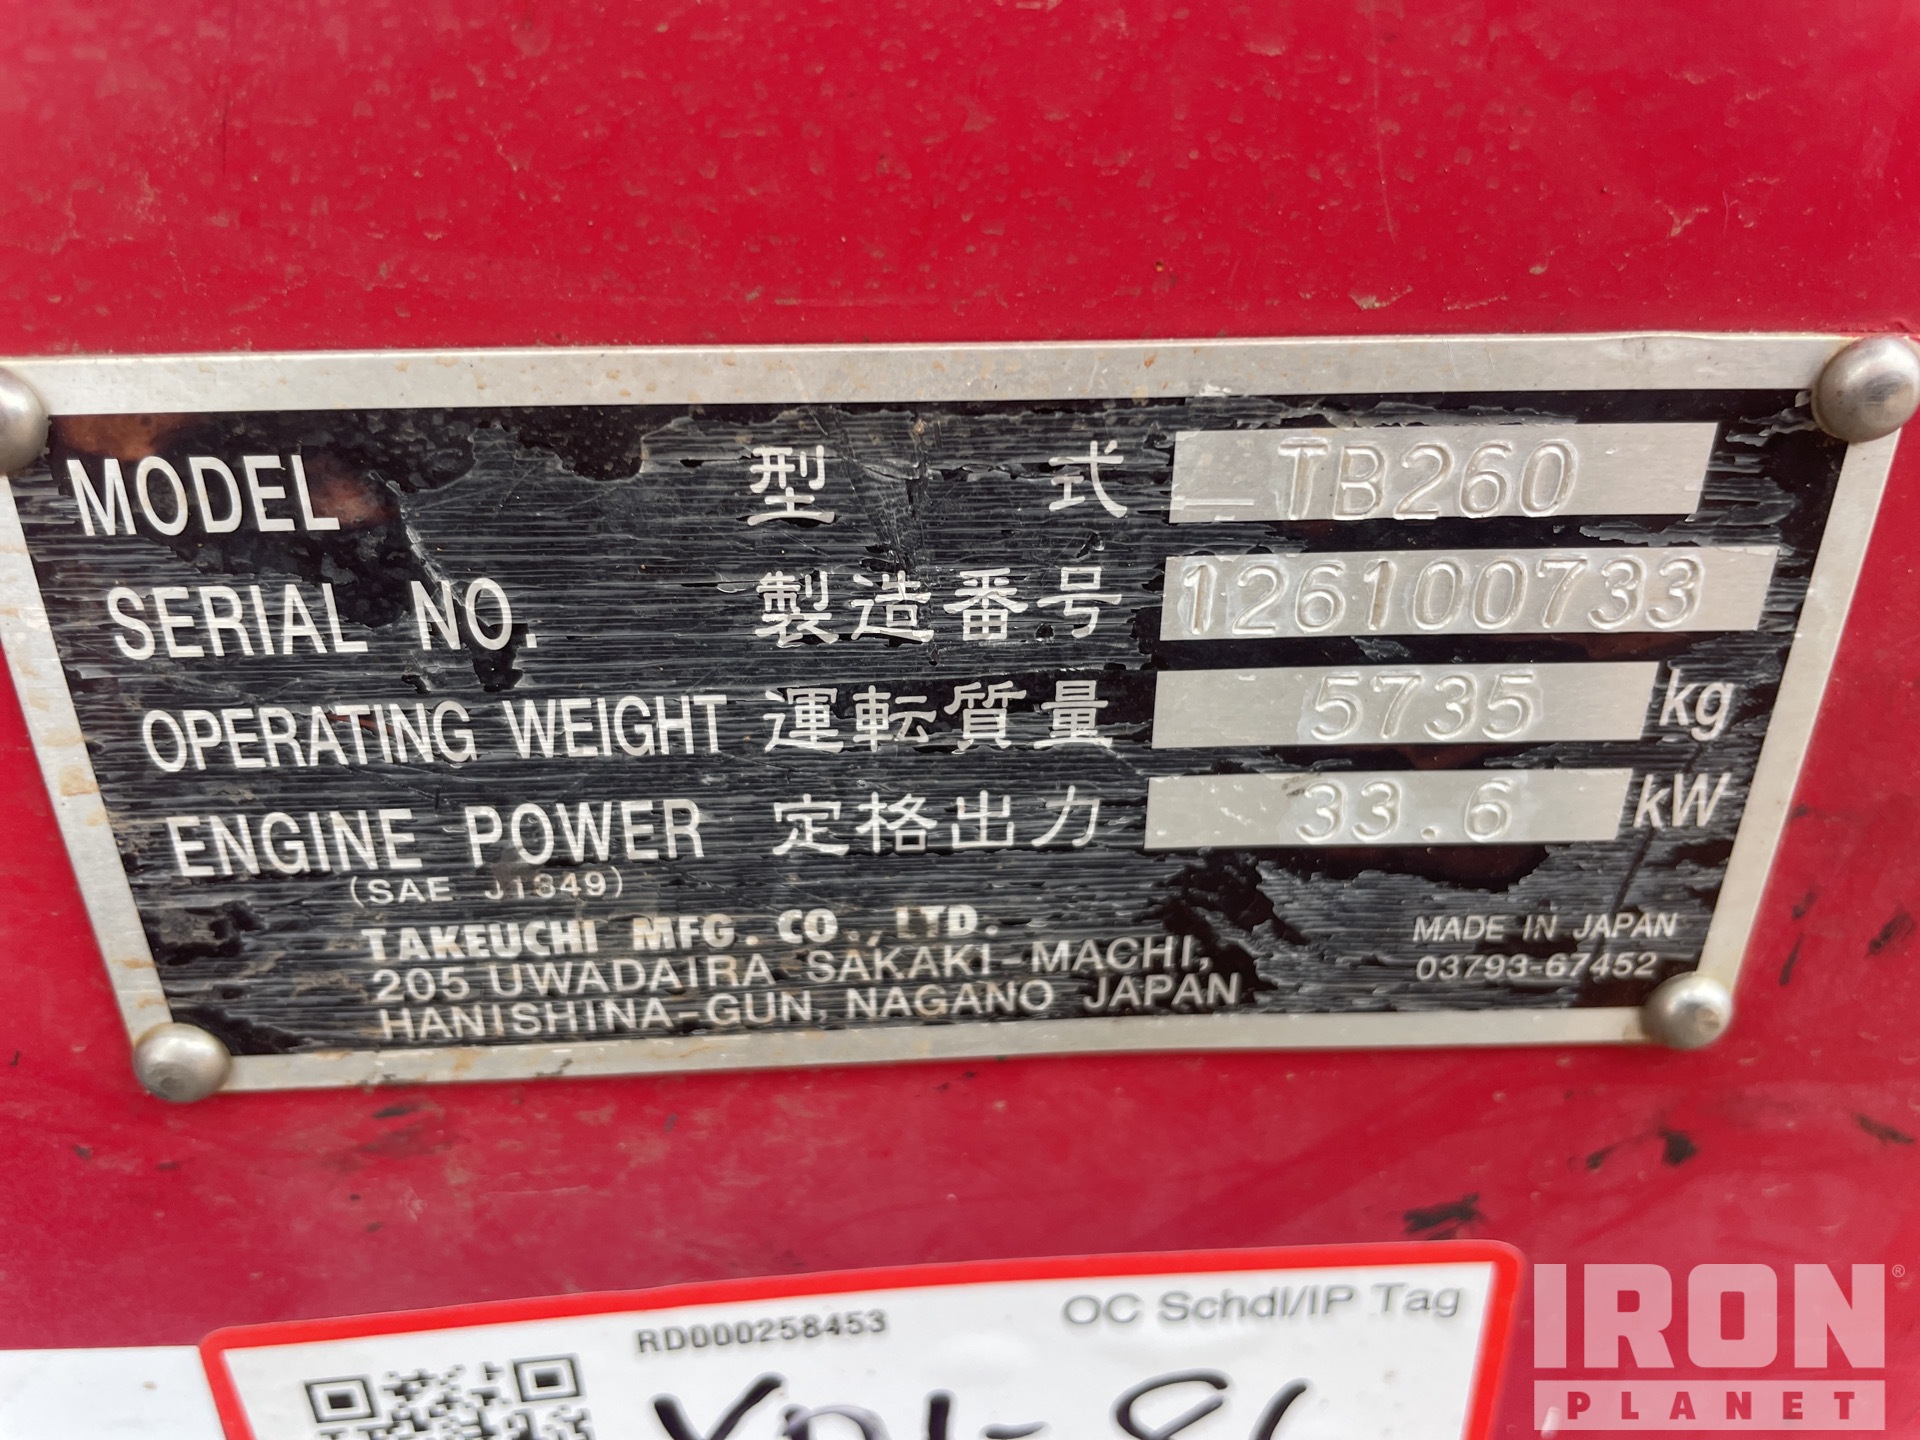 MODEL 型式 TB260
SERIAL NO. 製造番号 126100733
OPERATING WEIGHT 運転質量 5735 kg
ENGINE POWER 定格出力 33.6 kW
(SAE J1349)
TAKEUCHI MFG. CO., LTD.
205 UWADAIRA SAKAKI-MACHI,
HANISHINA-GUN, NAGANO JAPAN
MADE IN JAPAN
03793-67452
RD000258453
OC Schdl/IP Tag
IRON®
PLANET